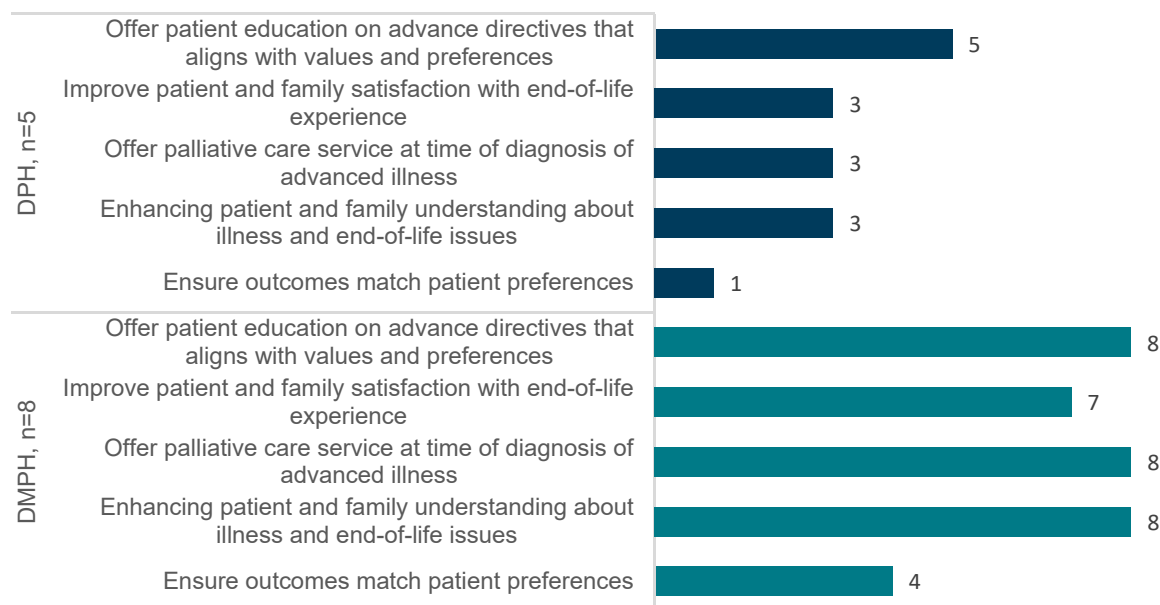 DPH, n=5
Offer patient education on advance directives that
aligns with values and preferences
5
Improve patient and family satisfaction with end-of-life
experience
3
Offer palliative care service at time of diagnosis of
advanced illness
3
Enhancing patient and family understanding about
illness and end-of-life issues
3
Ensure outcomes match patient preferences
1
DMPH, n=8
Offer patient education on advance directives that
aligns with values and preferences
8
Improve patient and family satisfaction with end-of-life
experience
7
Offer palliative care service at time of diagnosis of
advanced illness
8
Enhancing patient and family understanding about
illness and end-of-life issues
8
Ensure outcomes match patient preferences
4